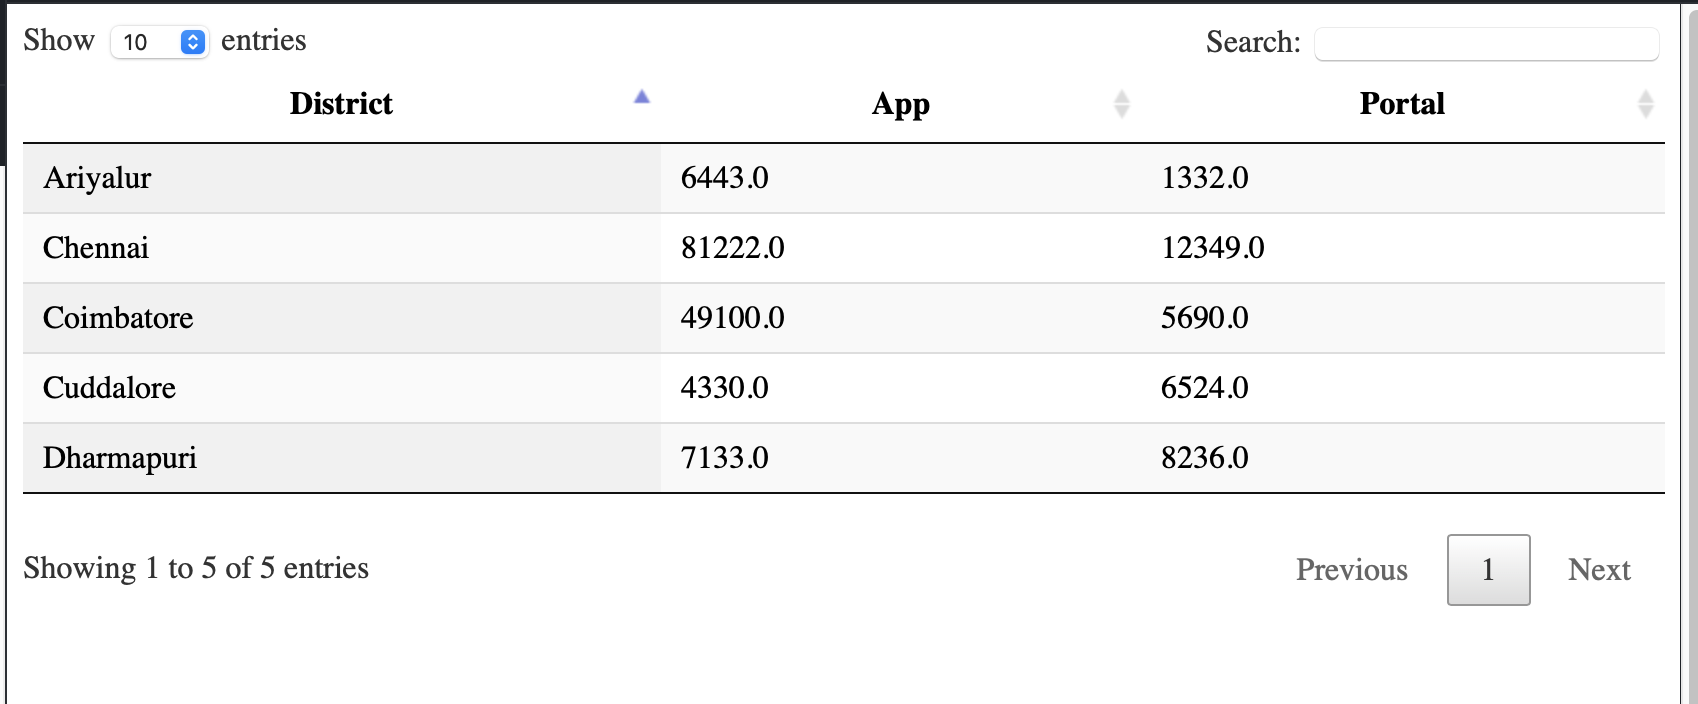 Show 10 entries Search:
District App Portal
Ariyalur 6443.0 1332.0
Chennai 81222.0 12349.0
Coimbatore 49100.0 5690.0
Cuddalore 4330.0 6524.0
Dharmapuri 7133.0 8236.0
Showing 1 to 5 of 5 entries Previous 1 Next